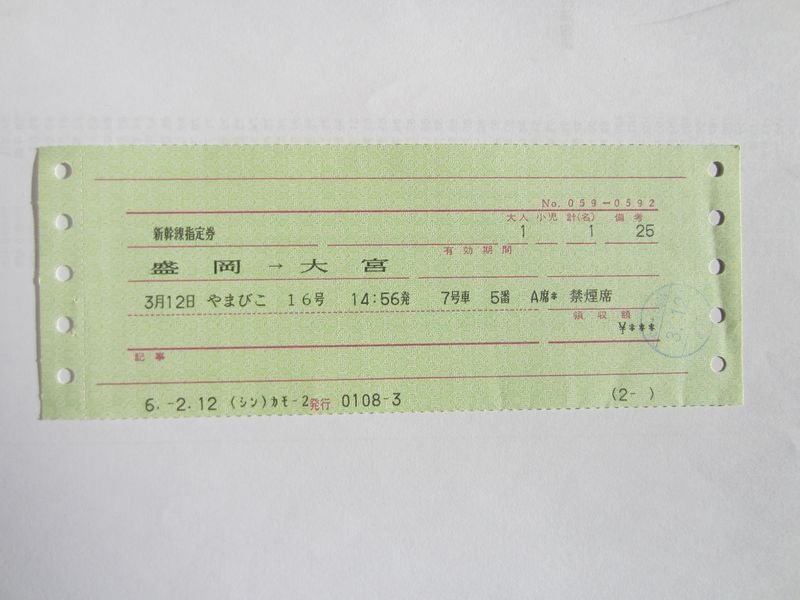 No. 059-0592
大人 小児 計(名) 備考
新幹線指定券 1 1 25
有効期間
盛岡 → 大宮
3月12日 やまびこ 16号 14:56発 7号車 5番 A席* 禁煙席
領収額
¥***
記事
3.12
6.-2.12 (シン)カモ-2発行 0108-3 (2- )